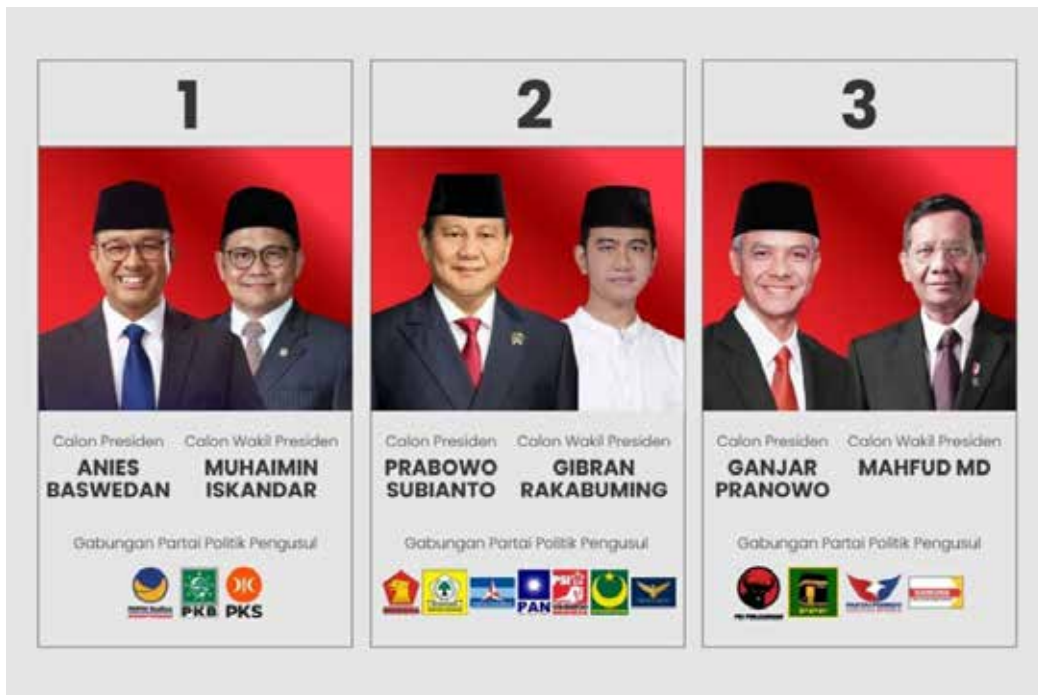 1
Calon Presiden Calon Wakil Presiden
ANIES MUHAIMIN
BASWEDAN ISKANDAR
Gabungan Partai Politik Pengusul
PKB PKS
2
Calon Presiden Calon Wakil Presiden
PRABOWO GIBRAN
SUBIANTO RAKABUMING
Gabungan Partai Politik Pengusul
PAN PSI
3
Calon Presiden Calon Wakil Presiden
GANJAR MAHFUD MD
PRANOWO
Gabungan Partai Politik Pengusul